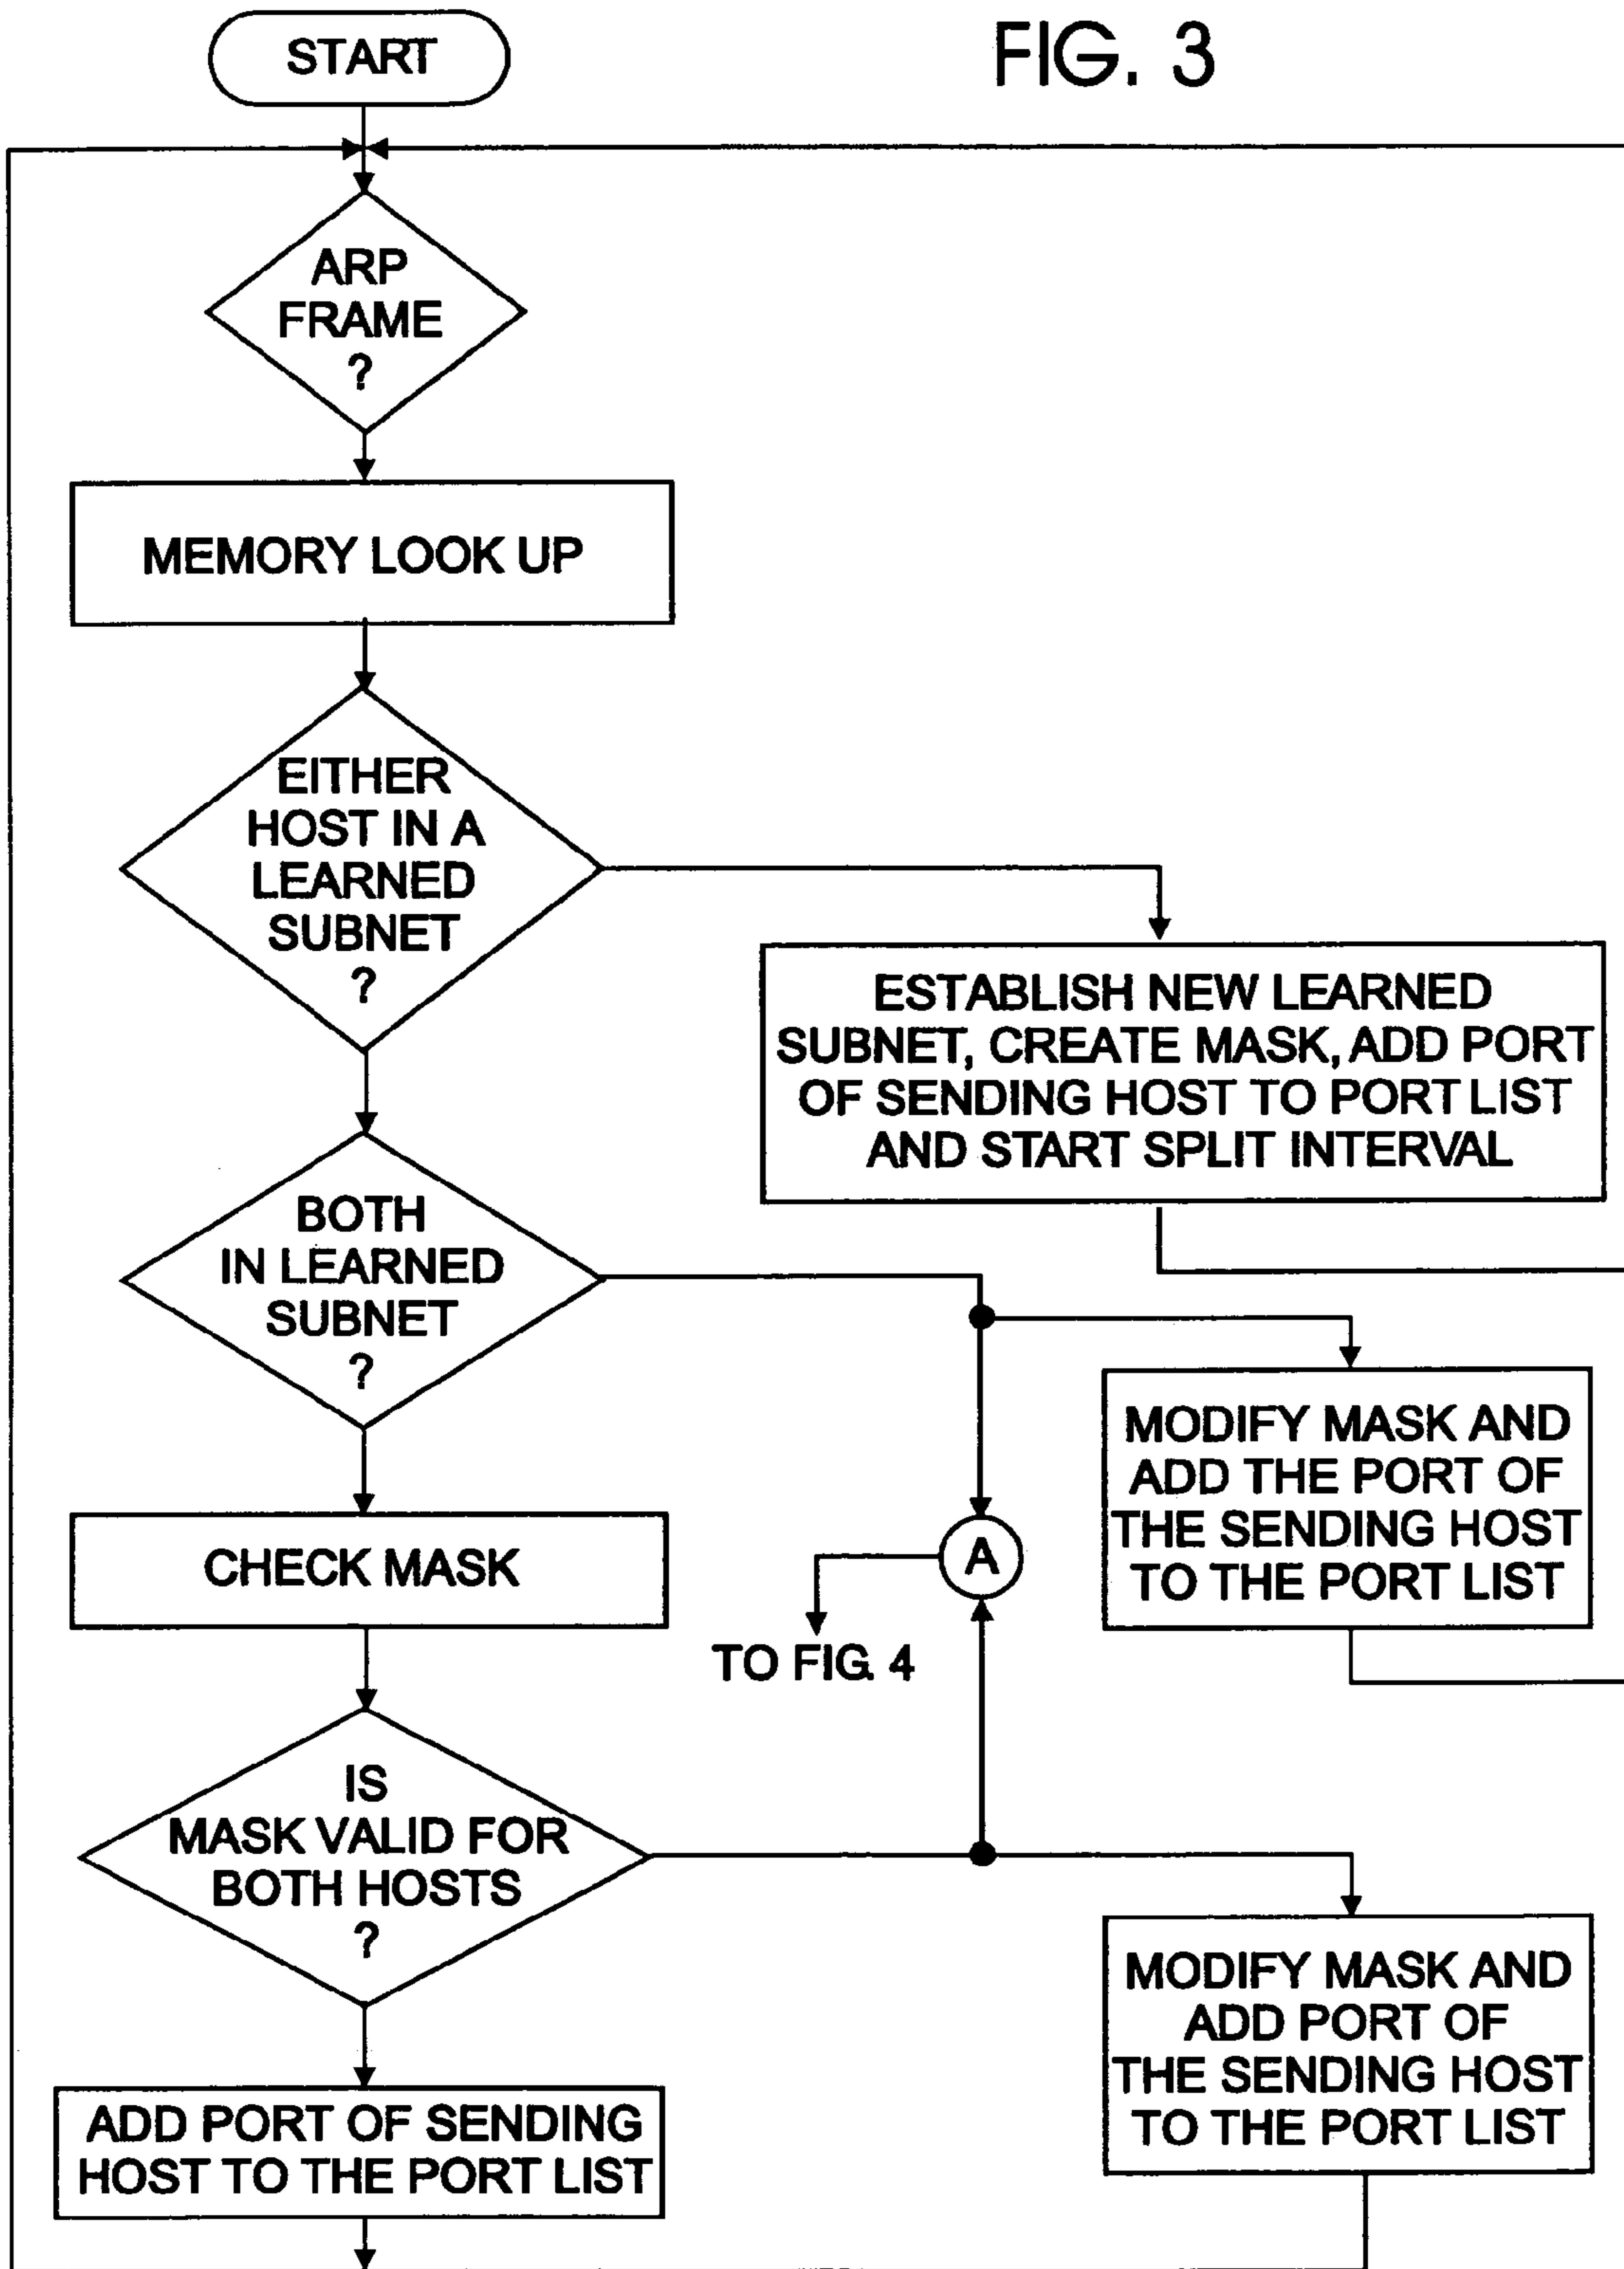 FIG. 3
START
ARP
FRAME
?
MEMORY LOOK UP
EITHER
HOST IN A
LEARNED
SUBNET
?
ESTABLISH NEW LEARNED
SUBNET, CREATE MASK, ADD PORT
OF SENDING HOST TO PORT LIST
AND START SPLIT INTERVAL
BOTH
IN LEARNED
SUBNET
?
MODIFY MASK AND
ADD THE PORT OF
THE SENDING HOST
TO THE PORT LIST
CHECK MASK
A
TO FIG. 4
IS
MASK VALID FOR
BOTH HOSTS
?
MODIFY MASK AND
ADD PORT OF
THE SENDING HOST
TO THE PORT LIST
ADD PORT OF SENDING
HOST TO THE PORT LIST